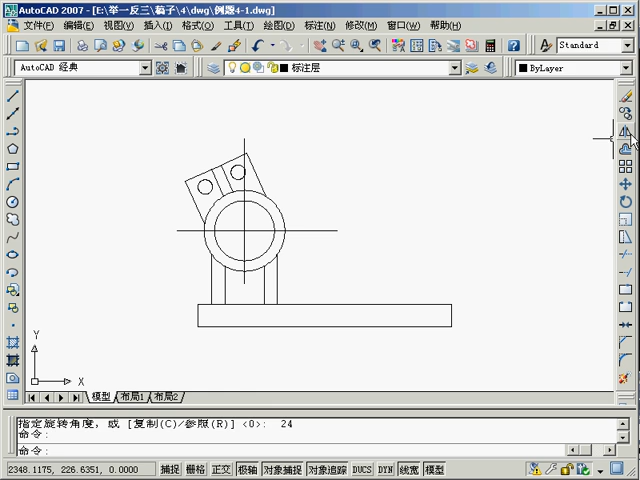 AutoCAD 2007 - [E:\举一反三\稿子\4\dwg\例题4-1.dwg]
文件(F) 编辑(E) 视图(V) 插入(I) 格式(O) 工具(T) 绘图(D) 标注(N) 修改(M) 窗口(W) 帮助(H)
Standard
AutoCAD 经典 标注层 ByLayer
Y
X
模型 布局1 布局2
指定旋转角度，或 [复制(C)/参照(R)] <0>: 24
命令:
命令:
2348.1175, 226.6351, 0.0000 捕捉 栅格 正交 极轴 对象捕捉 对象追踪 DUCS DYN 线宽 模型